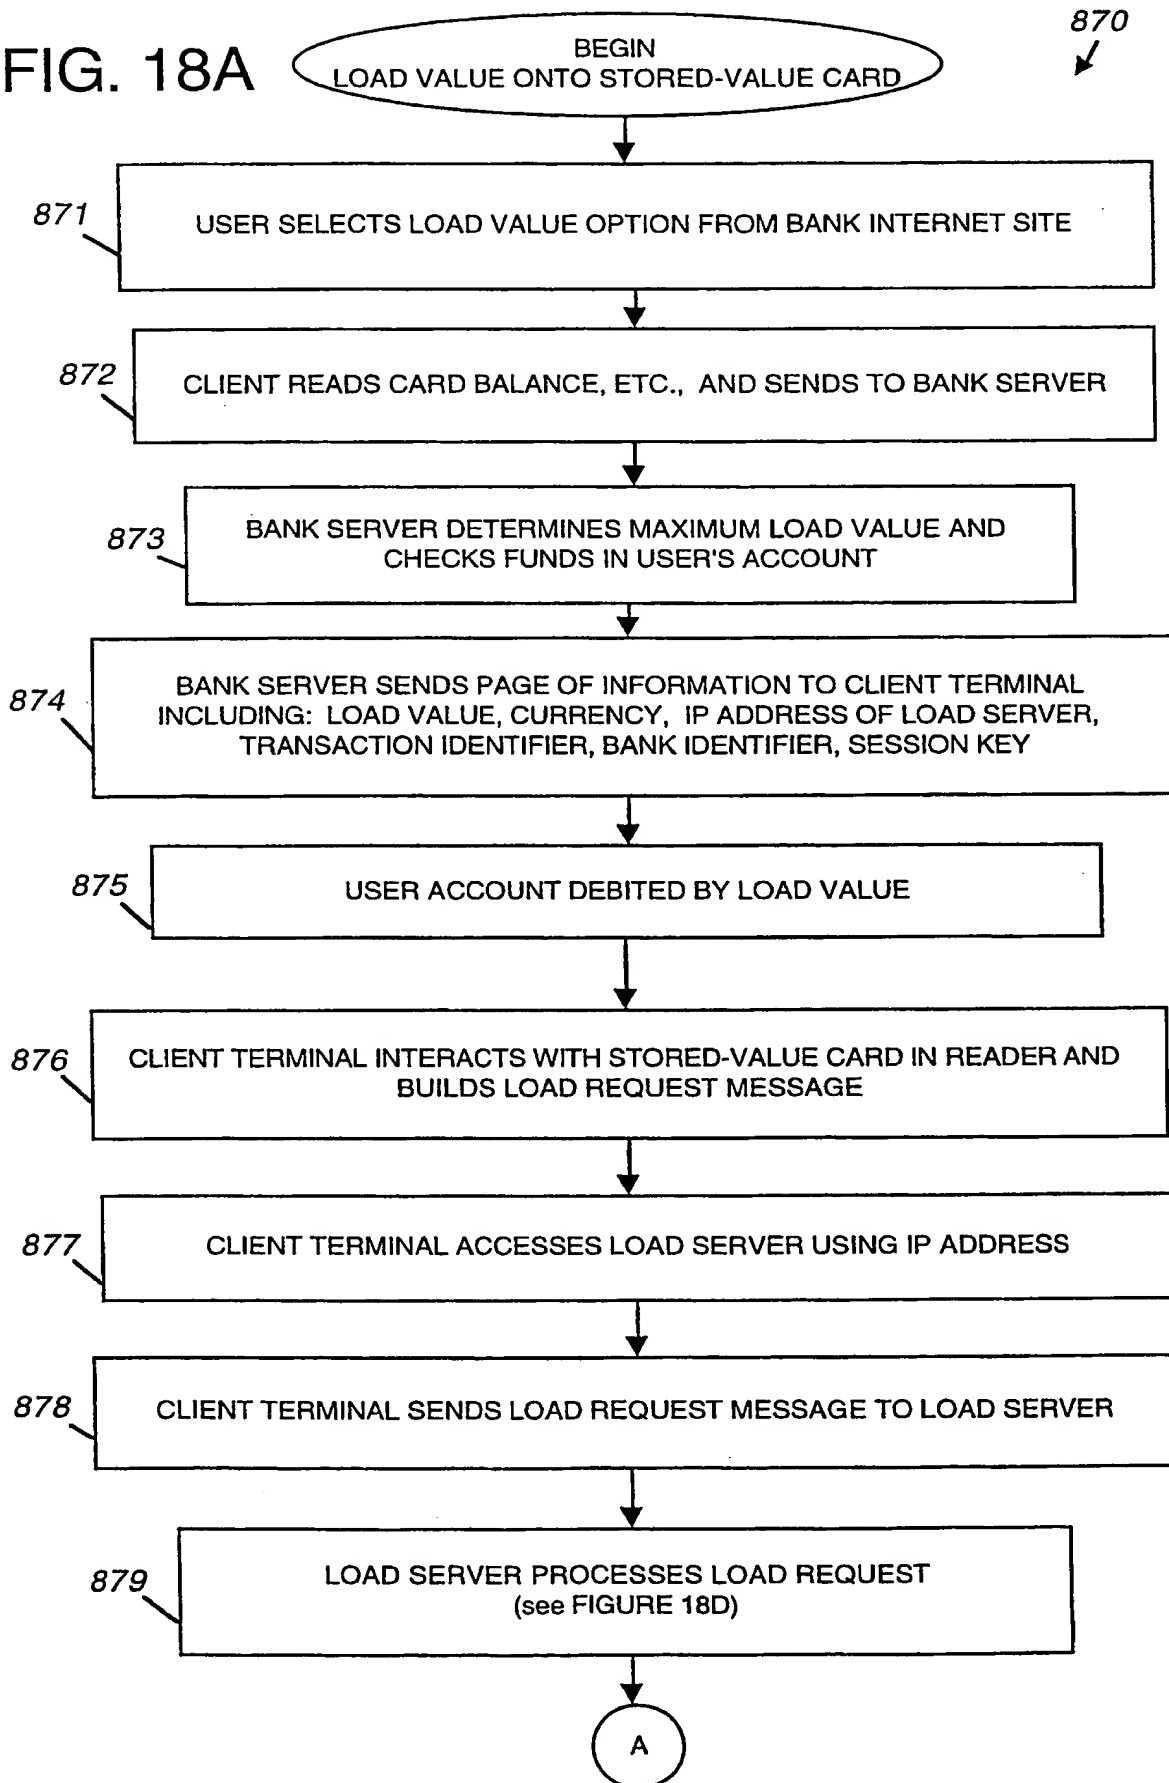 FIG. 18A
BEGIN
LOAD VALUE ONTO STORED-VALUE CARD
870
871
USER SELECTS LOAD VALUE OPTION FROM BANK INTERNET SITE
872
CLIENT READS CARD BALANCE, ETC., AND SENDS TO BANK SERVER
873
BANK SERVER DETERMINES MAXIMUM LOAD VALUE AND
CHECKS FUNDS IN USER'S ACCOUNT
874
BANK SERVER SENDS PAGE OF INFORMATION TO CLIENT TERMINAL
INCLUDING: LOAD VALUE, CURRENCY, IP ADDRESS OF LOAD SERVER,
TRANSACTION IDENTIFIER, BANK IDENTIFIER, SESSION KEY
875
USER ACCOUNT DEBITED BY LOAD VALUE
876
CLIENT TERMINAL INTERACTS WITH STORED-VALUE CARD IN READER AND
BUILDS LOAD REQUEST MESSAGE
877
CLIENT TERMINAL ACCESSES LOAD SERVER USING IP ADDRESS
878
CLIENT TERMINAL SENDS LOAD REQUEST MESSAGE TO LOAD SERVER
879
LOAD SERVER PROCESSES LOAD REQUEST
(see FIGURE 18D)
A